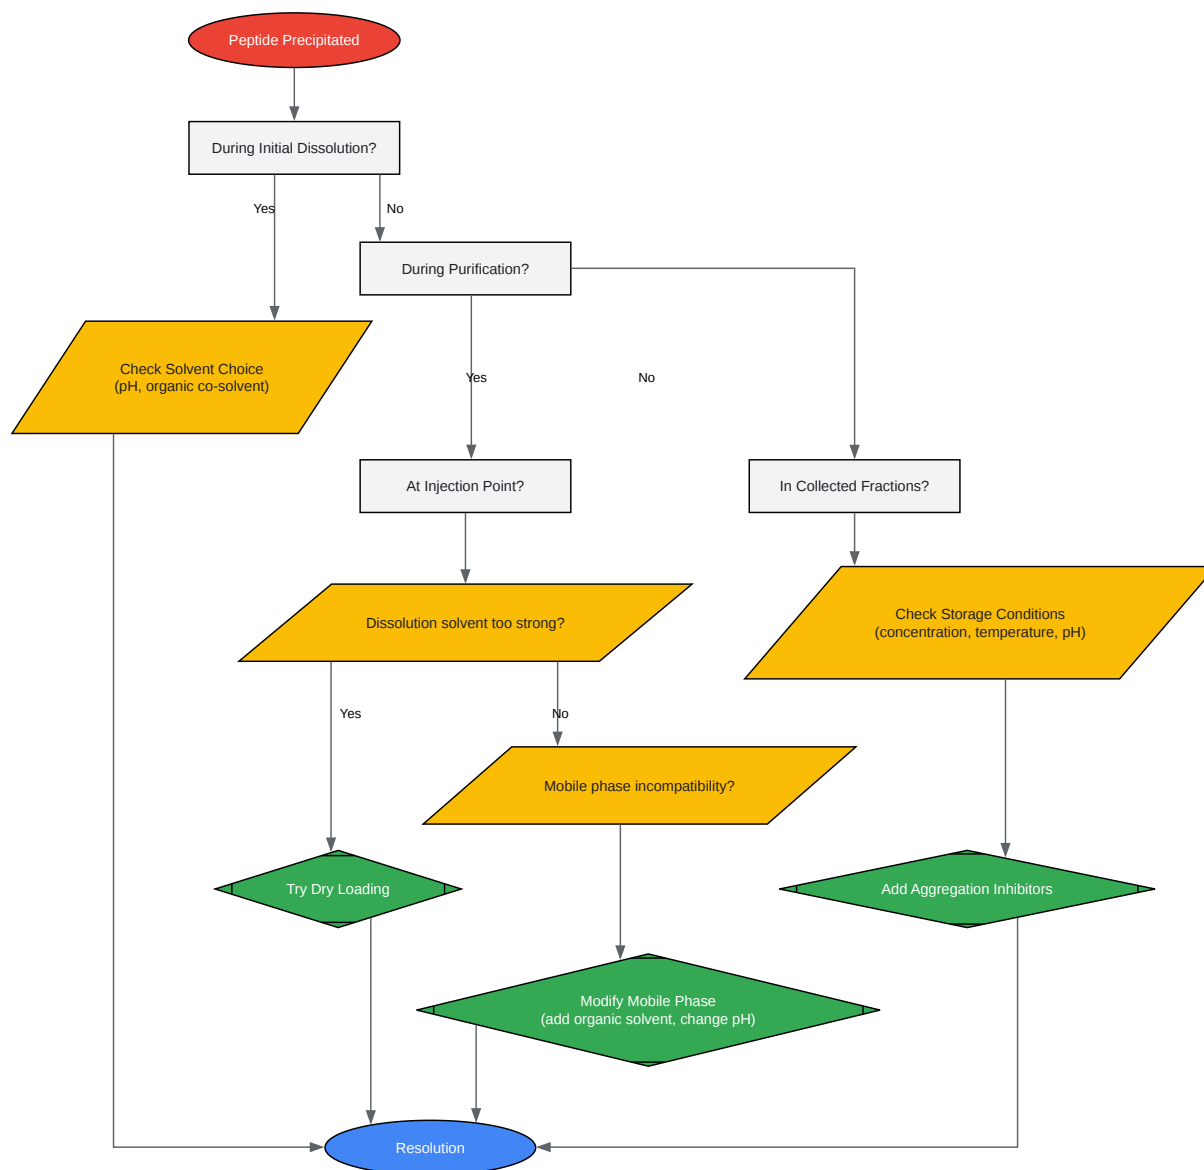 Peptide Precipitated
During Initial Dissolution?
Yes
No
During Purification?
Check Solvent Choice
(pH, organic co-solvent)
Yes
No
At Injection Point?
In Collected Fractions?
Dissolution solvent too strong?
Check Storage Conditions
(concentration, temperature, pH)
Yes
No
Mobile phase incompatibility?
Try Dry Loading
Add Aggregation Inhibitors
Modify Mobile Phase
(add organic solvent, change pH)
Resolution